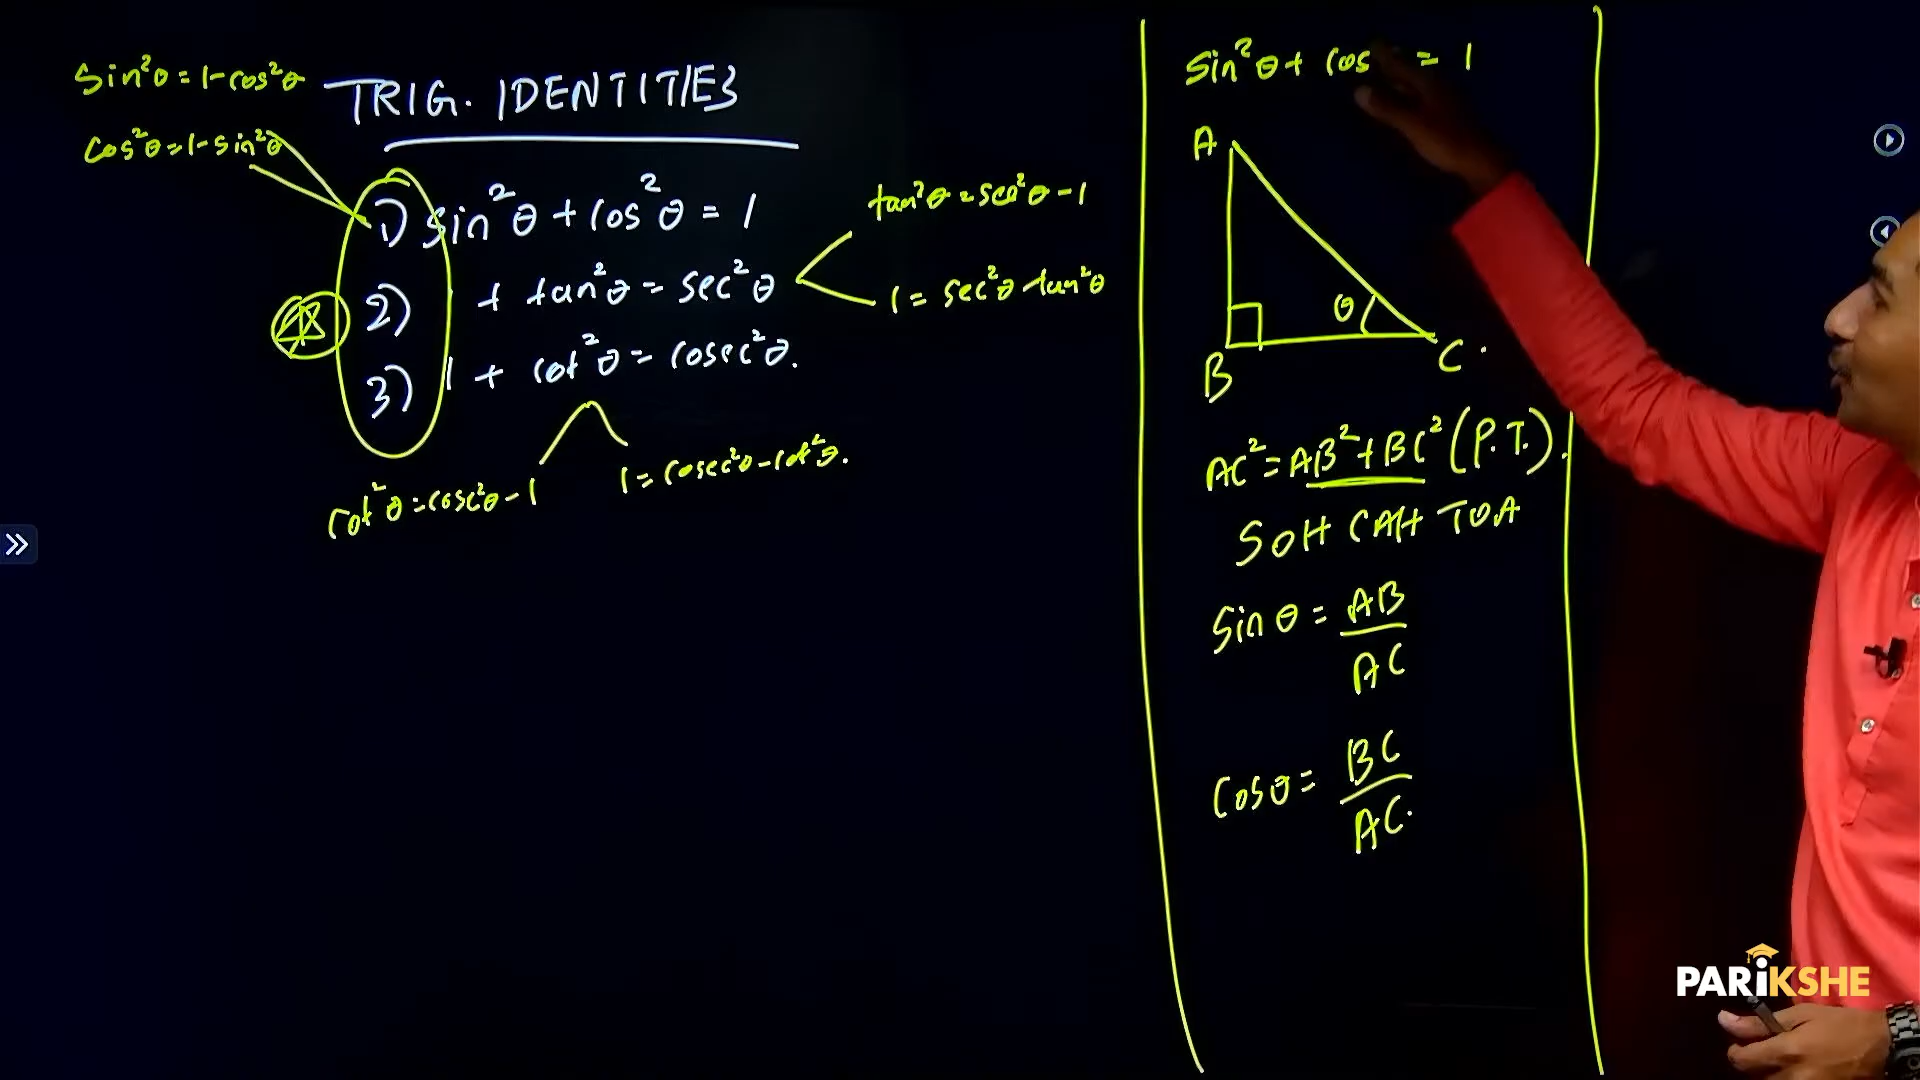 sin²θ = 1 - cos²θ
cos²θ = 1 - sin²θ
TRIG. IDENTITIES
1) sin²θ + cos²θ = 1
2) 1 + tan²θ = sec²θ
3) 1 + cot²θ = cosec²θ.
tan²θ = sec²θ - 1
1 = sec²θ - tan²θ
cot²θ = cosec²θ - 1
1 = cosec²θ - cot²θ.
sin²θ + cos = 1
A
θ
B
C
AC² = AB² + BC² (P.T.).
SOH CAH TOA
sin θ = AB
AC
cosθ = BC
AC.
PARiKSHE